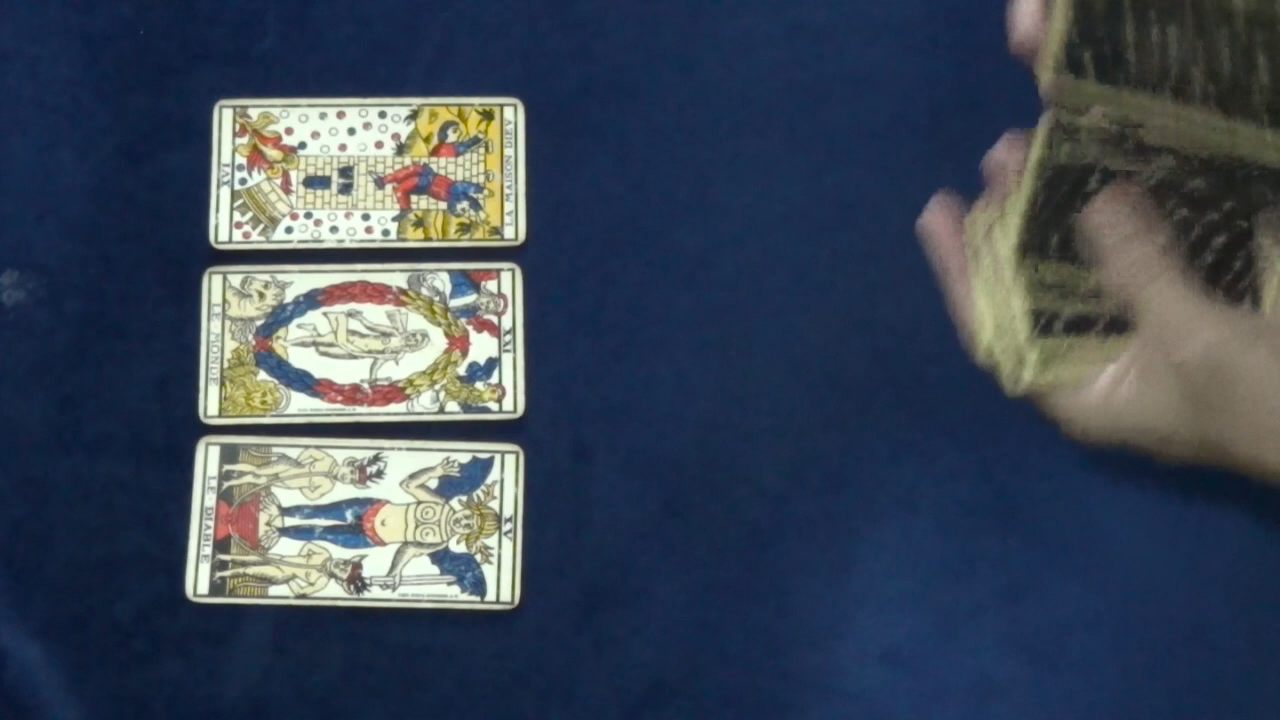 XVI
LA MAISON DIEV
LE MONDE
XXI
LE DIABLE
XV